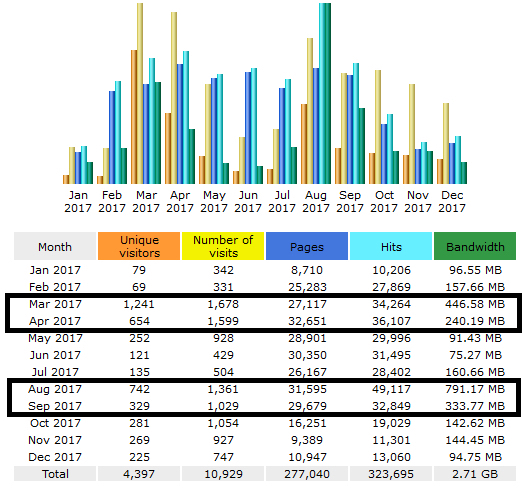 Jan Feb Mar Apr May Jun Jul Aug Sep Oct Nov Dec
2017 2017 2017 2017 2017 2017 2017 2017 2017 2017 2017 2017
Month Unique visitors Number of visits Pages Hits Bandwidth
Jan 2017 79 342 8,710 10,206 96.55 MB
Feb 2017 69 331 25,283 27,869 157.66 MB
Mar 2017 1,241 1,678 27,117 34,264 446.58 MB
Apr 2017 654 1,599 32,651 36,107 240.19 MB
May 2017 252 928 28,901 29,996 91.43 MB
Jun 2017 121 429 30,350 31,495 75.27 MB
Jul 2017 135 504 26,167 28,402 160.66 MB
Aug 2017 742 1,361 31,595 49,117 791.17 MB
Sep 2017 329 1,029 29,679 32,849 333.77 MB
Oct 2017 281 1,054 16,251 19,029 142.62 MB
Nov 2017 269 927 9,389 11,301 144.45 MB
Dec 2017 225 747 10,947 13,060 94.75 MB
Total 4,397 10,929 277,040 323,695 2.71 GB